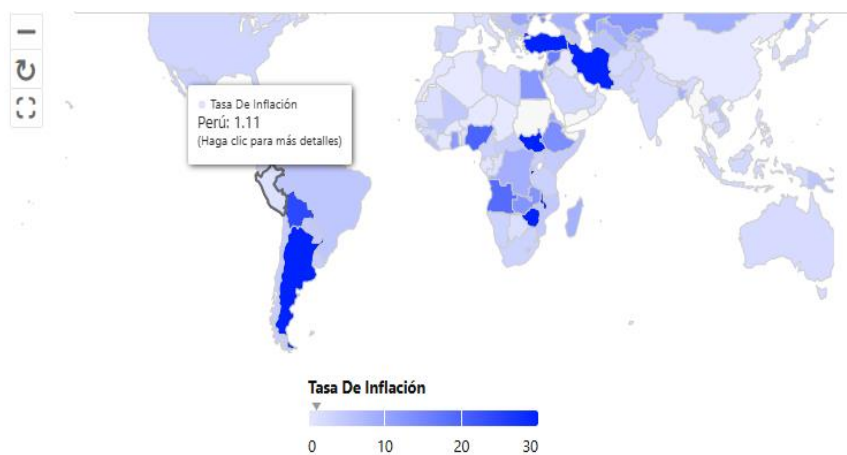 Tasa De Inflación
Perú: 1.11
(Haga clic para más detalles)
Tasa De Inflación
0 10 20 30